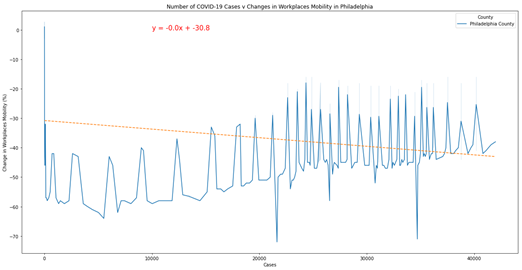 Number of COVID-19 Cases v Changes in Workplaces Mobility in Philadelphia
y = -0.0x + -30.8
County
Philadelphia County
Change in Workplaces Mobility (%)
0
−10
−20
−30
−40
−50
−60
−70
0
10000
20000
30000
40000
Cases